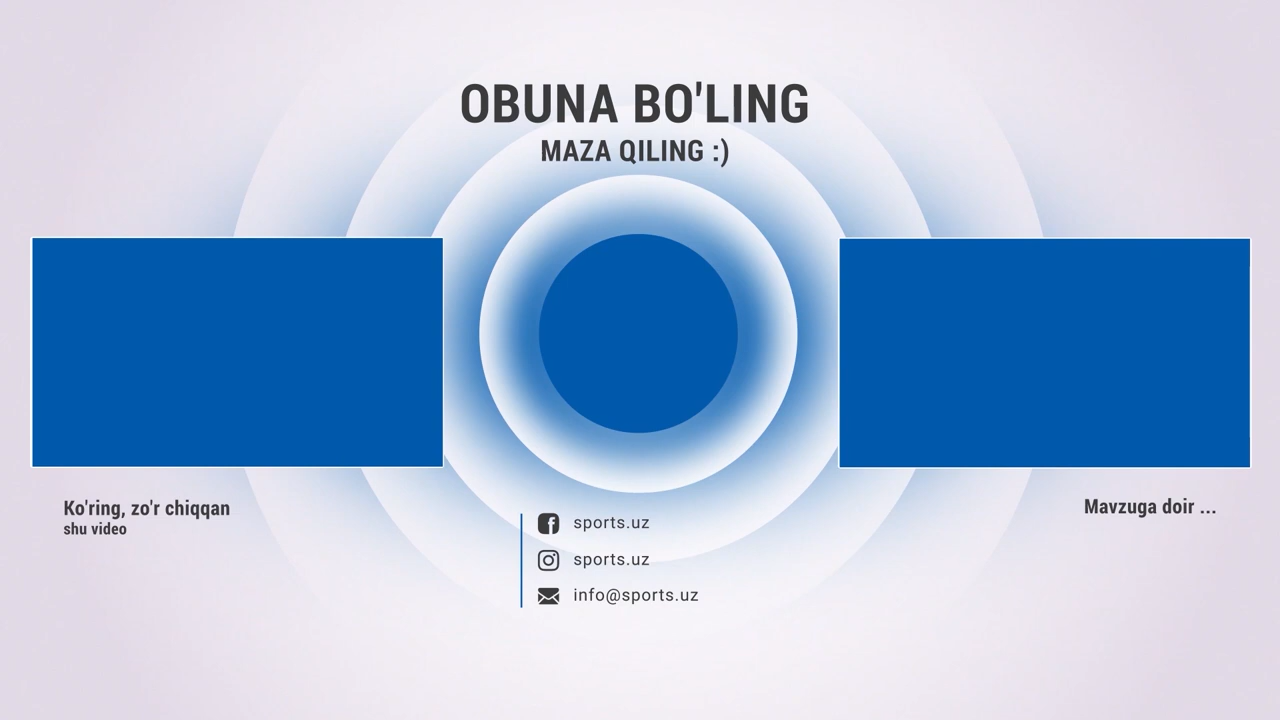 OBUNA BO'LING
MAZA QILING :)
Ko'ring, zo'r chiqqan
shu video
Mavzuga doir ...
sports.uz
sports.uz
info@sports.uz